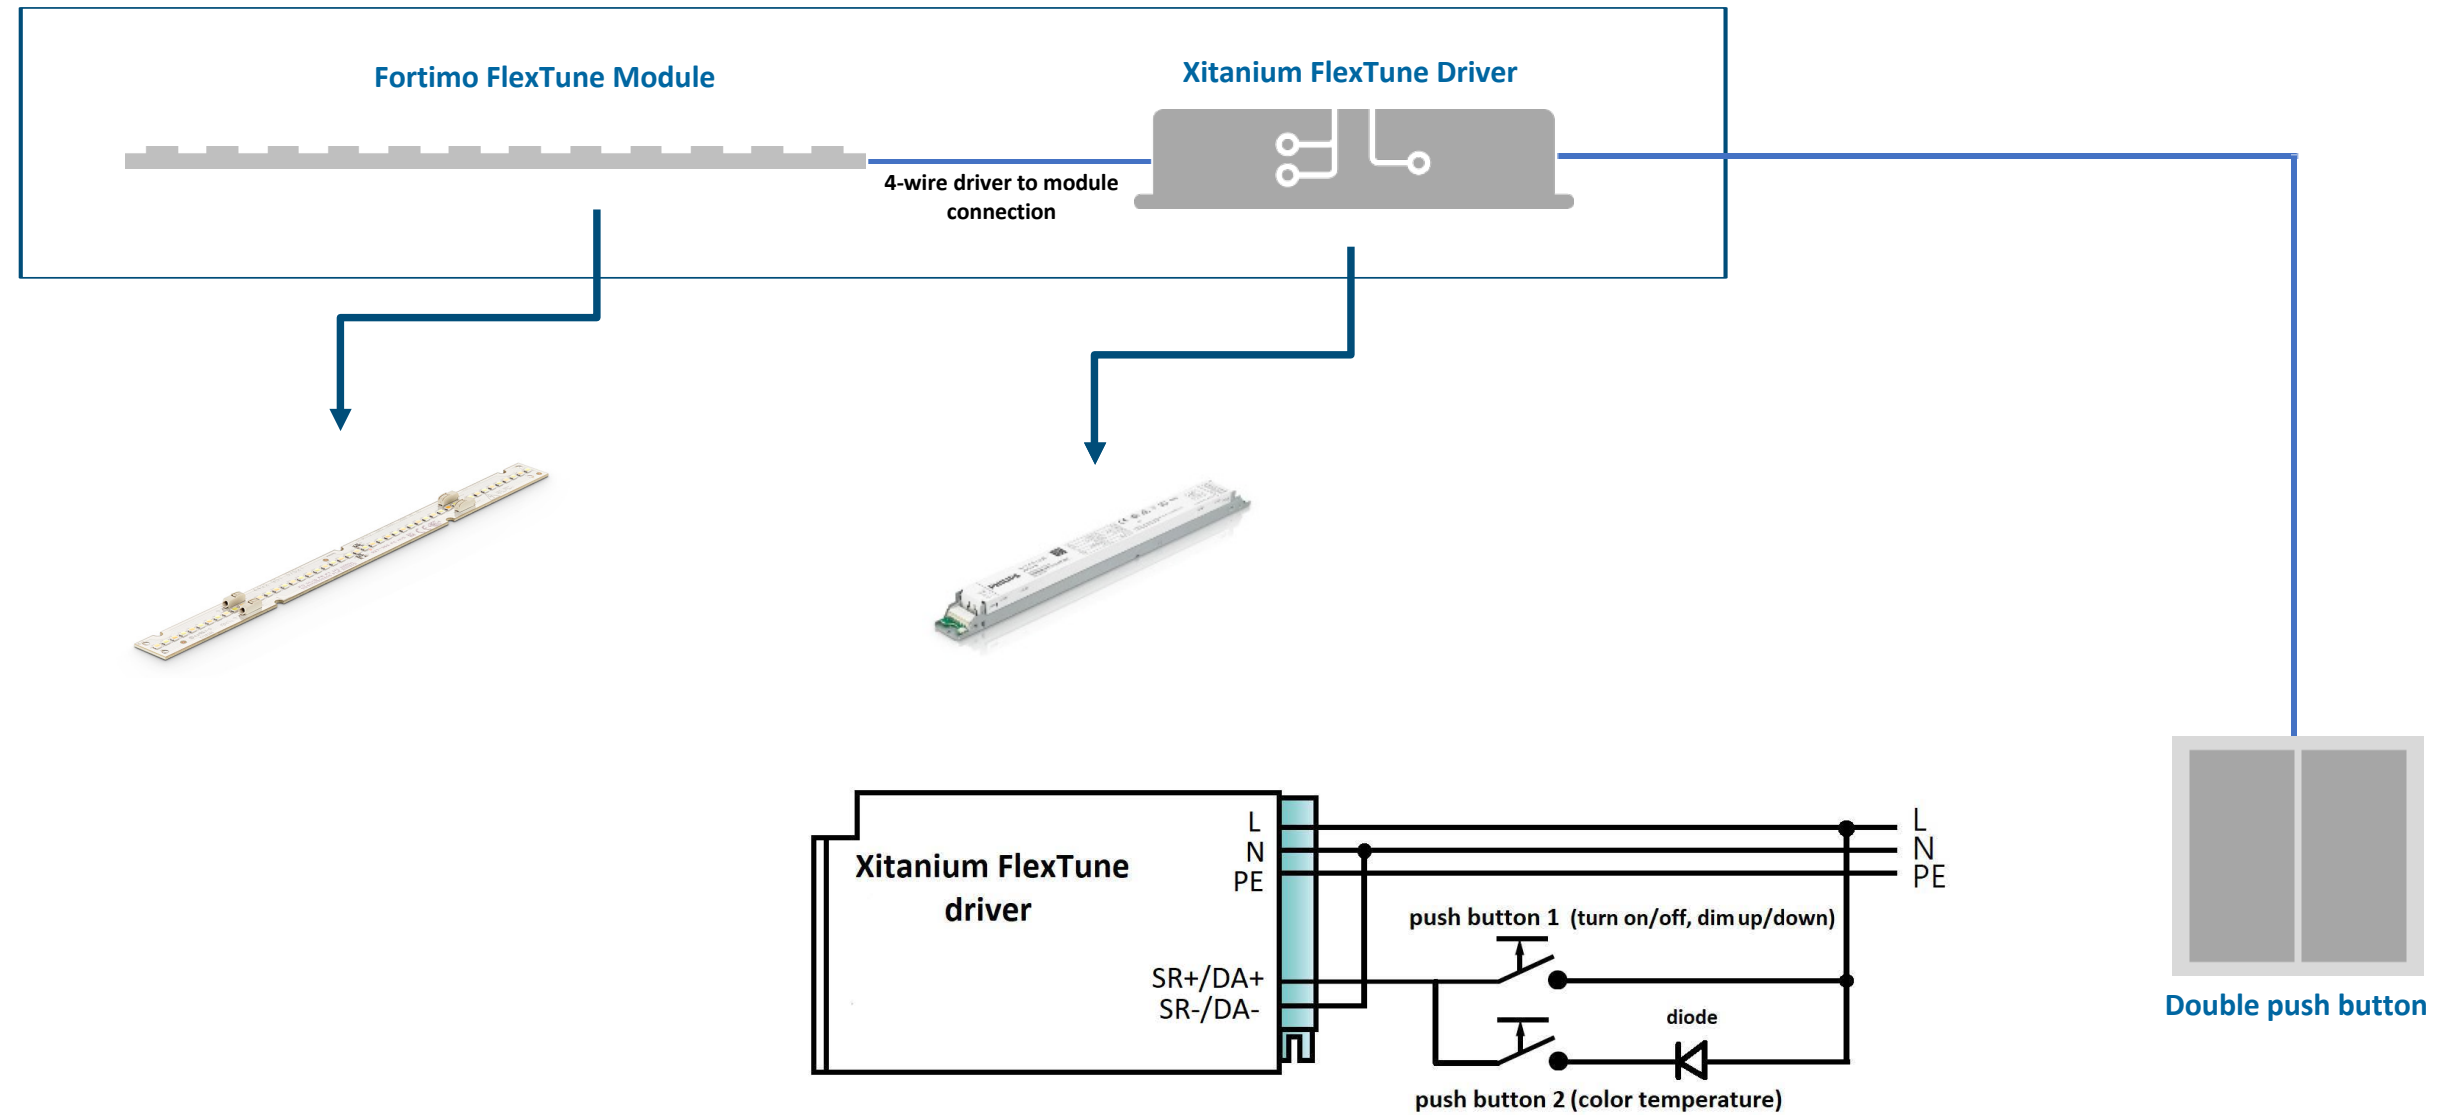 Fortimo FlexTune Module
Xitanium FlexTune Driver
4-wire driver to module
connection
PHILIPS
L
N
PE
Xitanium FlexTune
driver
SR+/DA+
SR-/DA-
L
N
PE
push button 1 (turn on/off, dim up/down)
diode
push button 2 (color temperature)
Double push button